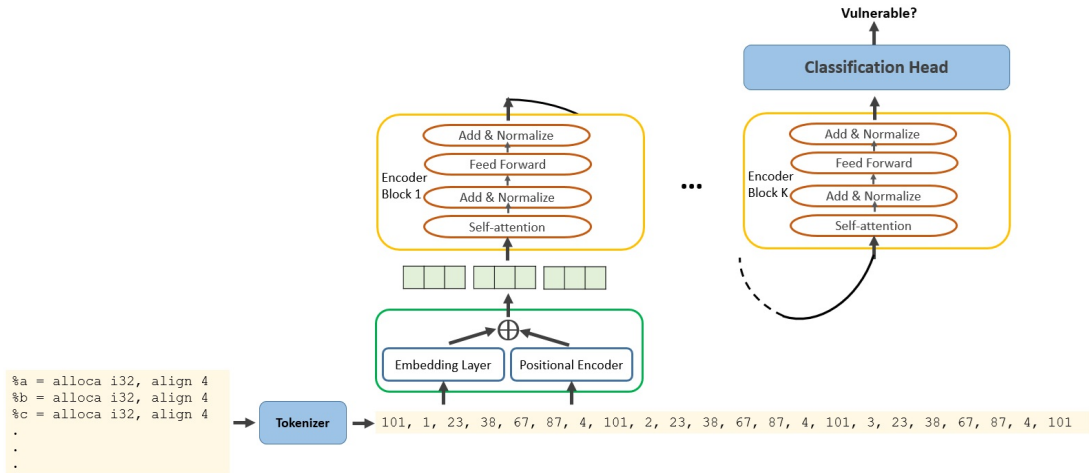 Vulnerable?
Classification Head
Add & Normalize
Feed Forward
Encoder
Block 1
Add & Normalize
Self-attention
...
Add & Normalize
Feed Forward
Encoder
Block K
Add & Normalize
Self-attention
Embedding Layer
Positional Encoder
%a = alloca i32, align 4
%b = alloca i32, align 4
%c = alloca i32, align 4
.
.
.
Tokenizer
101, 1, 23, 38, 67, 87, 4, 101, 2, 23, 38, 67, 87, 4, 101, 3, 23, 38, 67, 87, 4, 101